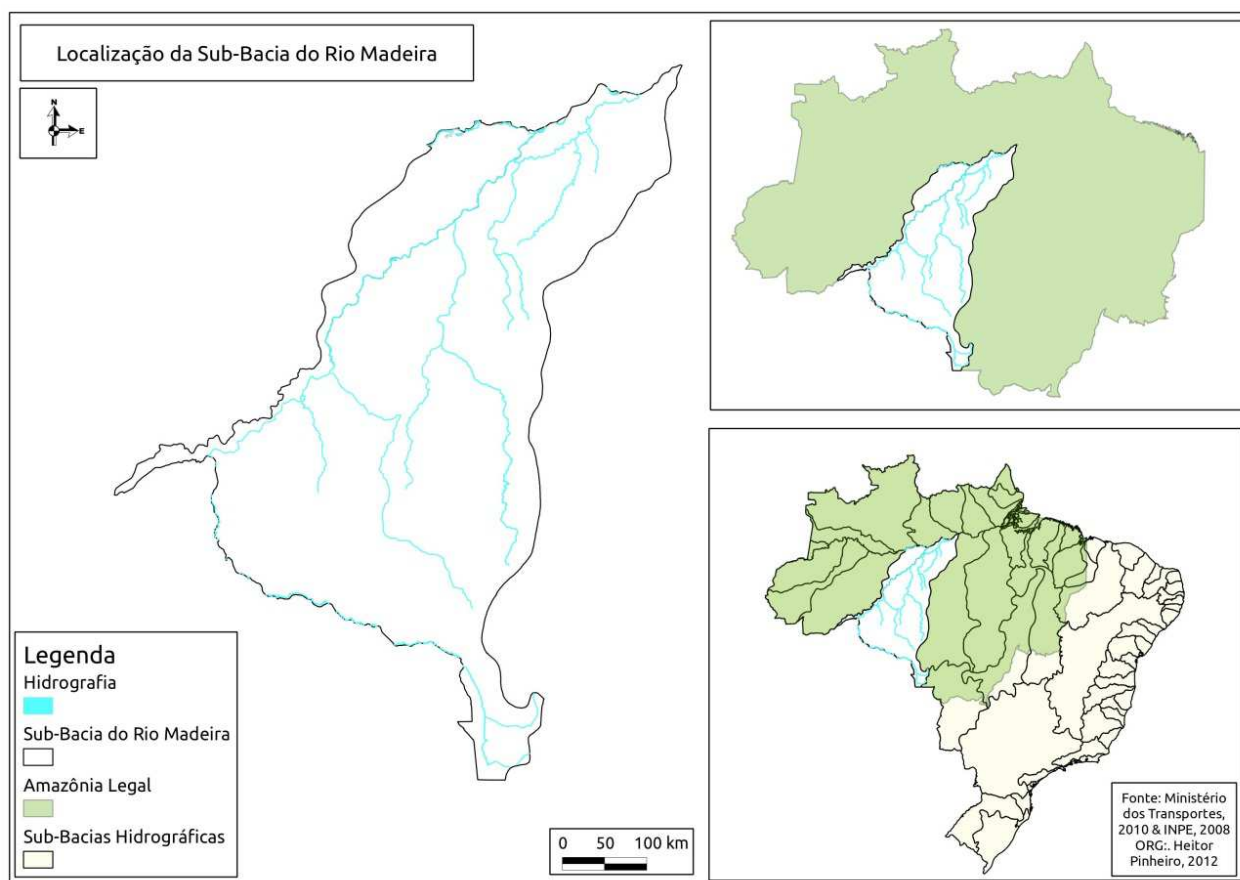 Localização da Sub-Bacia do Rio Madeira
N
E
Legenda
Hidrografia
Sub-Bacia do Rio Madeira
Amazônia Legal
Sub-Bacias Hidrográficas
0 50 100 km
Fonte: Ministério
dos Transportes,
2010 & INPE, 2008
ORG:. Heitor
Pinheiro, 2012